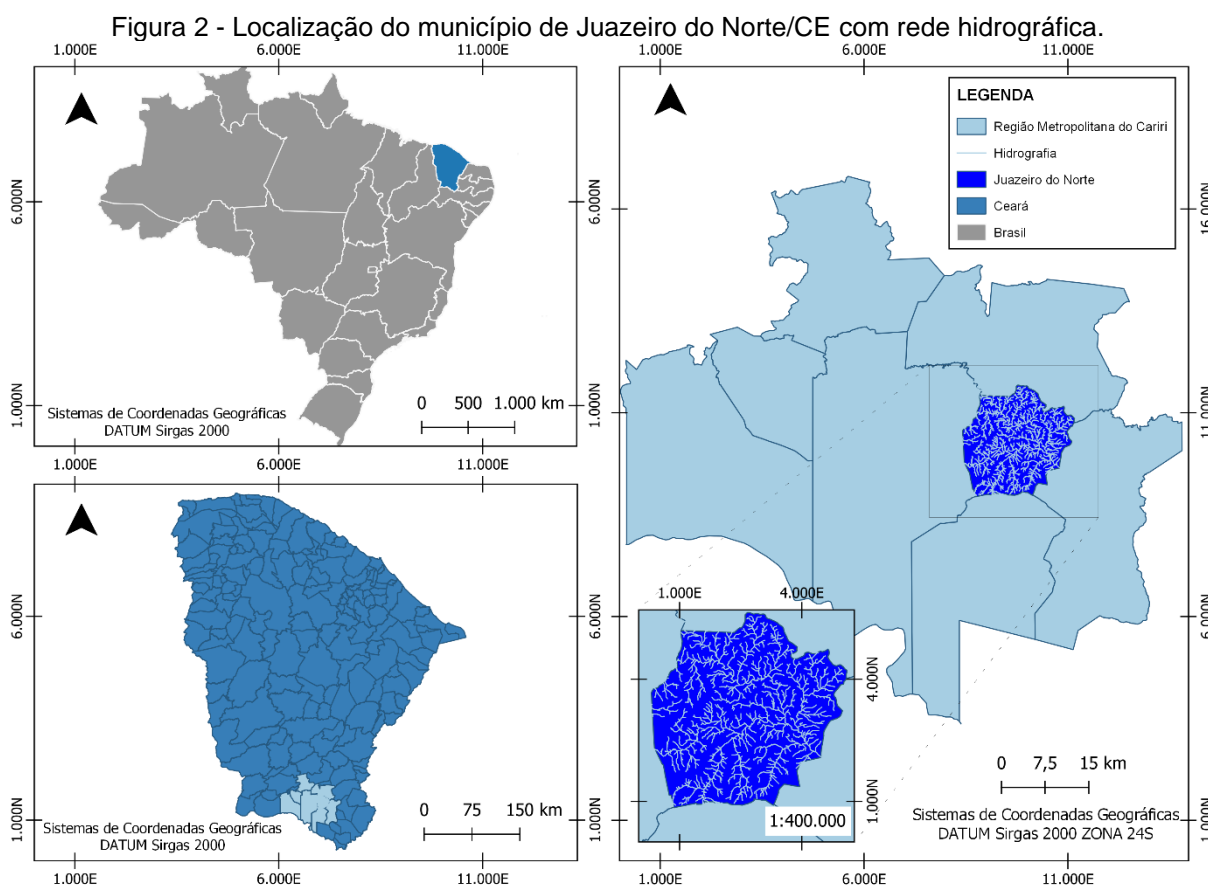 Figura 2 - Localização do município de Juazeiro do Norte/CE com rede hidrográfica.
1.000E 6.000E 11.000E
6.000N 6.000N
1.000N 1.000N
Sistemas de Coordenadas Geográficas
DATUM Sirgas 2000
0 500 1.000 km
1.000E 6.000E 11.000E
6.000N
1.000N
Sistemas de Coordenadas Geográficas
DATUM Sirgas 2000
0 75 150 km
1.000E 6.000E 11.000E
1.000E 6.000E 11.000E
LEGENDA
Região Metropolitana do Cariri
Hidrografia
Juazeiro do Norte
Ceará
Brasil
16.000N 16.000N
11.000N 11.000N
6.000N 6.000N
1.000N 1.000N
1.000E 4.000E
4.000N
1.000N
1:400.000
0 7,5 15 km
Sistemas de Coordenadas Geográficas
DATUM Sirgas 2000 ZONA 24S
1.000E 6.000E 11.000E